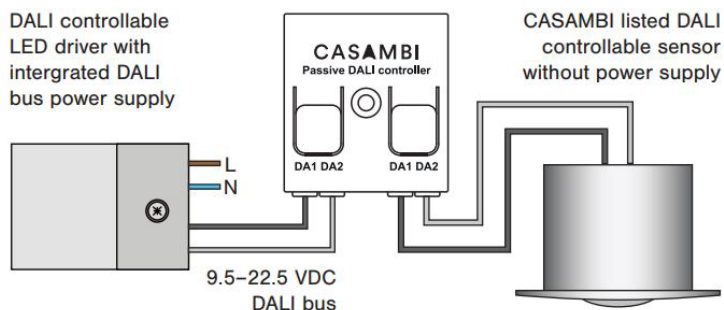 DALI controllable
LED driver with
intergrated DALI
bus power supply
CASAMBI
Passive DALI controller
DA1 DA2
DA1 DA2
CASAMBI listed DALI
controllable sensor
without power supply
L
N
9.5–22.5 VDC
DALI bus